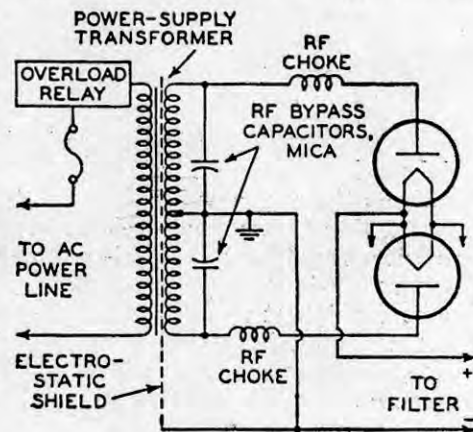 POWER-SUPPLY
TRANSFORMER
OVERLOAD
RELAY
RF
CHOKE
RF BYPASS
CAPACITORS,
MICA
TO AC
POWER
LINE
ELECTRO-
STATIC
SHIELD
RF
CHOKE
+
TO
FILTER
−